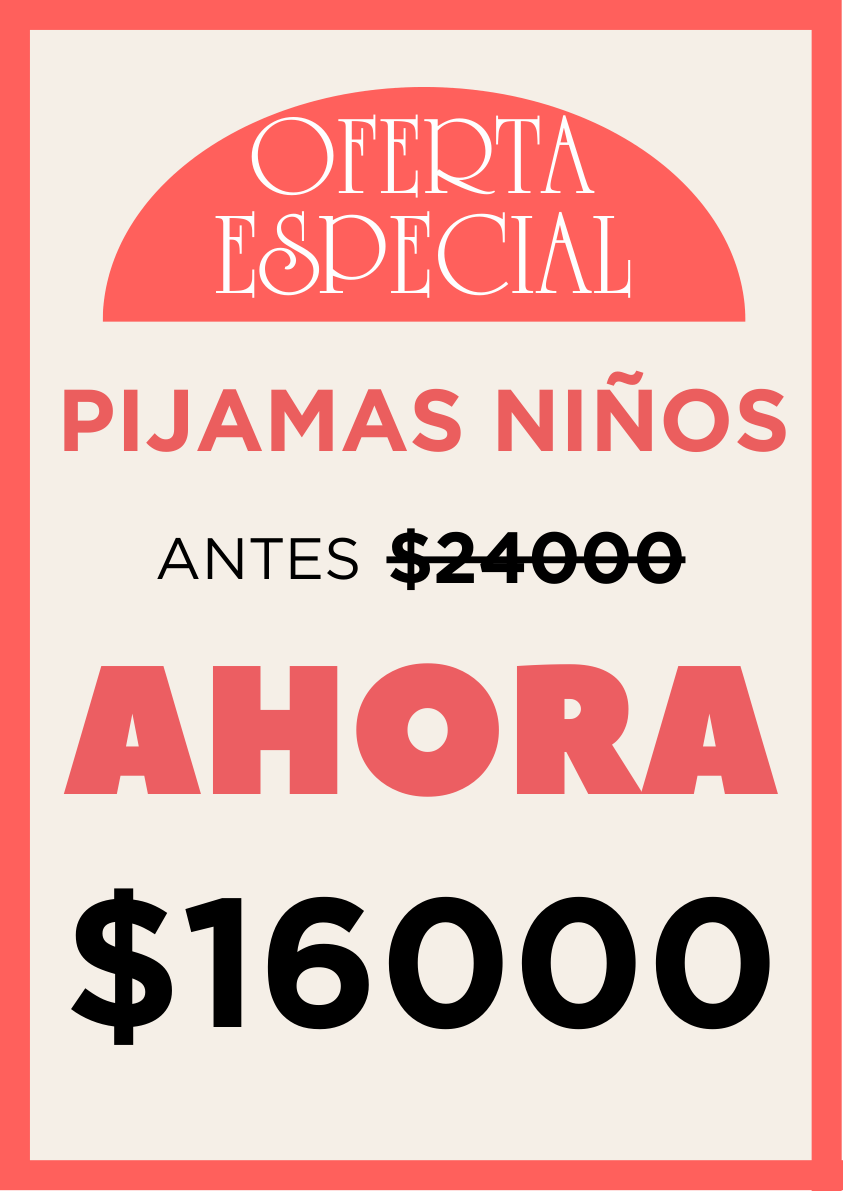 OFERTA
ESPECIAL
PIJAMAS NIÑOS
ANTES $24000
AHORA
$16000